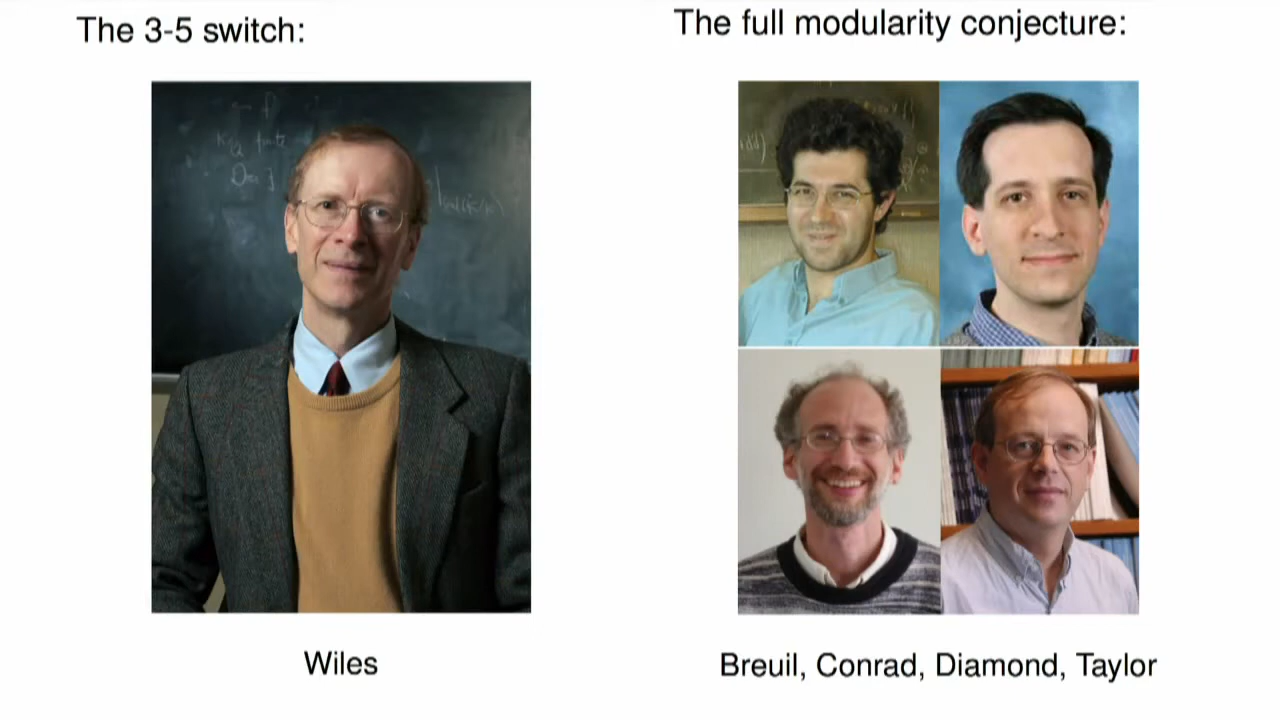 The 3-5 switch:
The full modularity conjecture:
Wiles
Breuil, Conrad, Diamond, Taylor